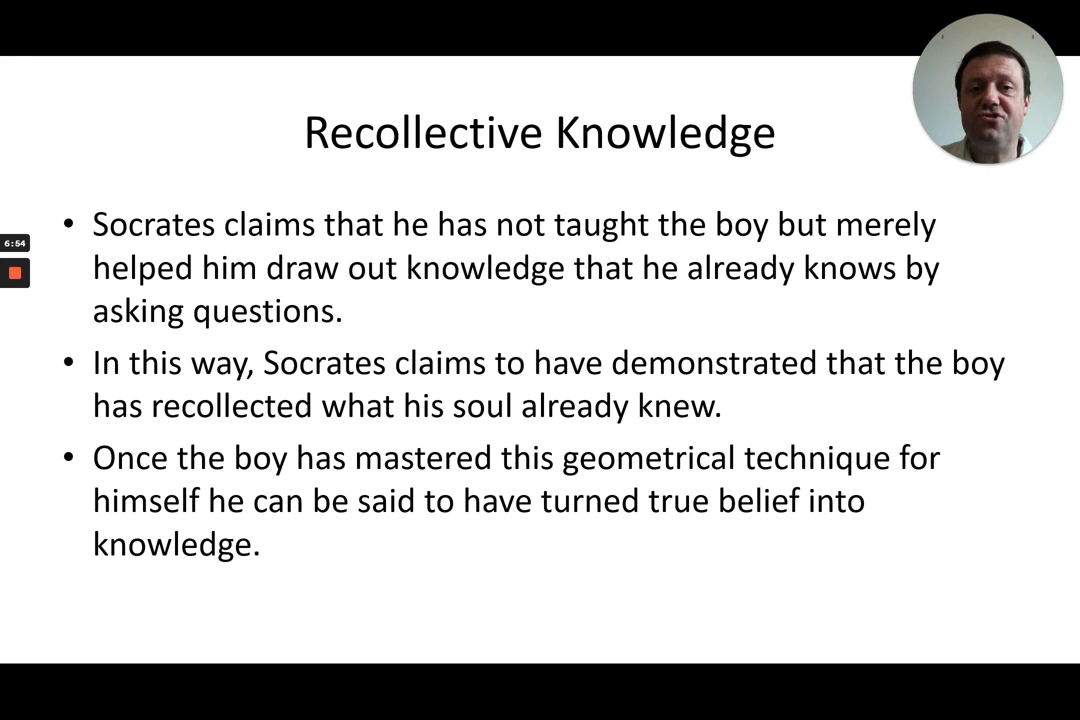 Recollective Knowledge
• Socrates claims that he has not taught the boy but merely
helped him draw out knowledge that he already knows by
asking questions.
6:54
• In this way, Socrates claims to have demonstrated that the boy
has recollected what his soul already knew.
• Once the boy has mastered this geometrical technique for
himself he can be said to have turned true belief into
knowledge.